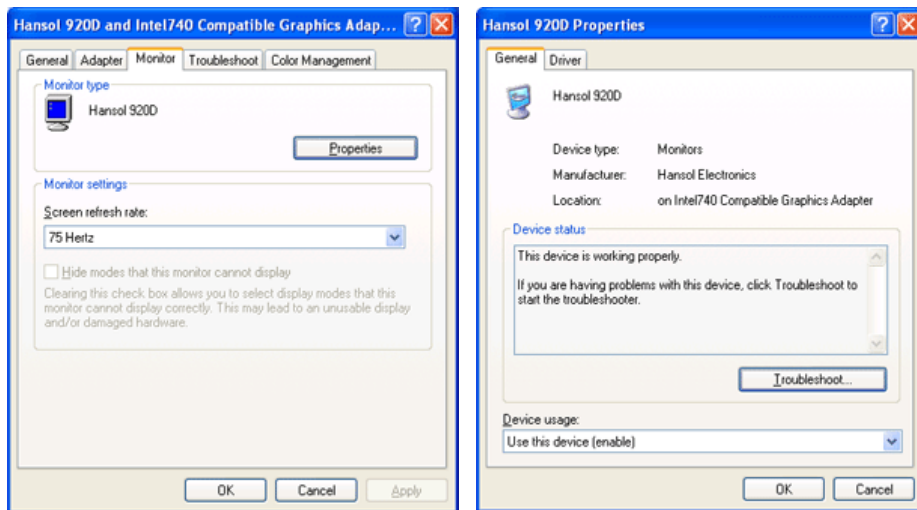 Hansol 920D and Intel740 Compatible Graphics Adap...
General Adapter Monitor Troubleshoot Color Management
Monitor type
Hansol 920D
Properties
Monitor settings
Screen refresh rate:
75 Hertz
Hide modes that this monitor cannot display
Clearing this check box allows you to select display modes that this
monitor cannot display correctly. This may lead to an unusable display
and/or damaged hardware.
OK Cancel Apply
Hansol 920D Properties
General Driver
Hansol 920D
Device type: Monitors
Manufacturer: Hansol Electronics
Location: on Intel740 Compatible Graphics Adapter
Device status
This device is working properly.
If you are having problems with this device, click Troubleshoot to
start the troubleshooter.
Troubleshoot...
Device usage:
Use this device (enable)
OK Cancel